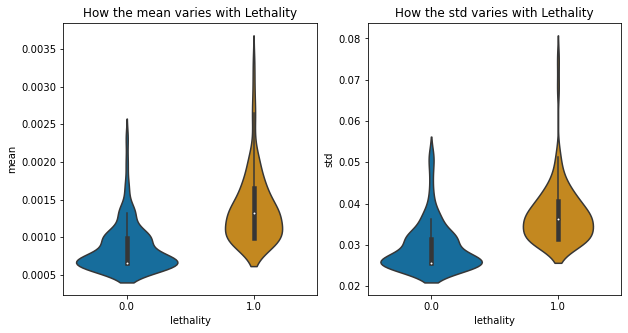 How the mean varies with Lethality
mean
0.0035
0.0030
0.0025
0.0020
0.0015
0.0010
0.0005
0.0 1.0
lethality
How the std varies with Lethality
std
0.08
0.07
0.06
0.05
0.04
0.03
0.02
0.0 1.0
lethality